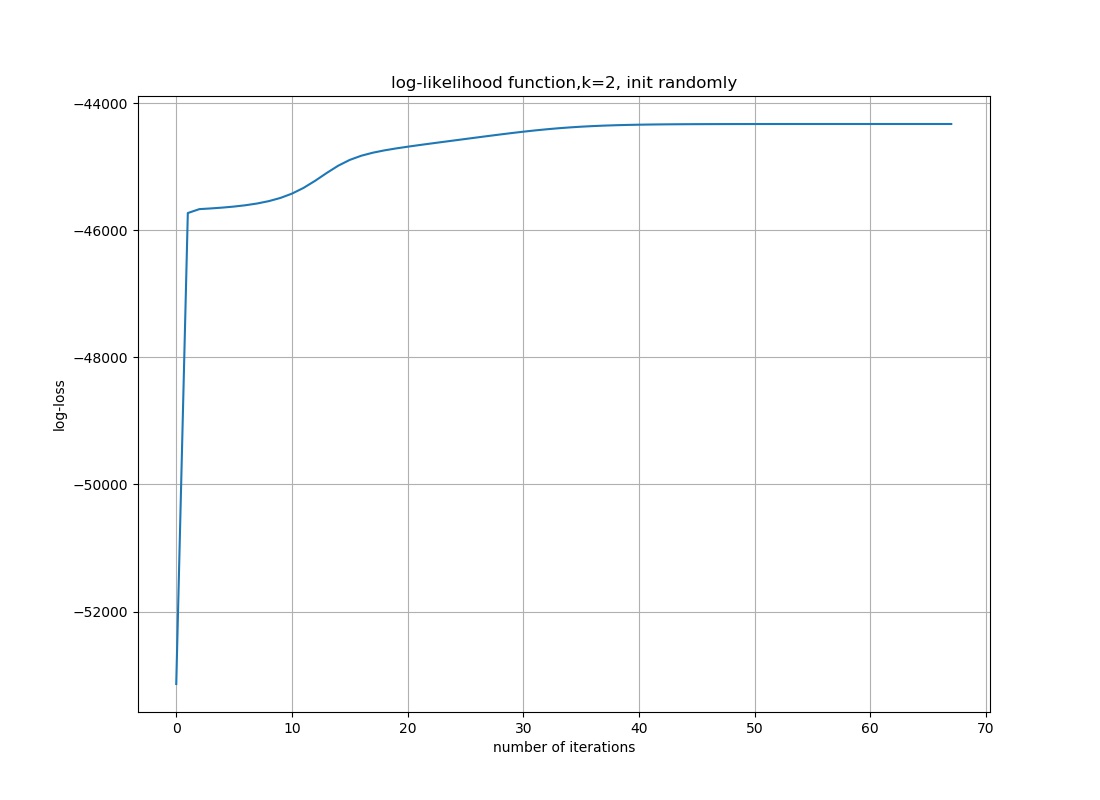 log-likelihood function,k=2, init randomly
−44000
−46000
−48000
−50000
−52000
log-loss
0 10 20 30 40 50 60 70
number of iterations